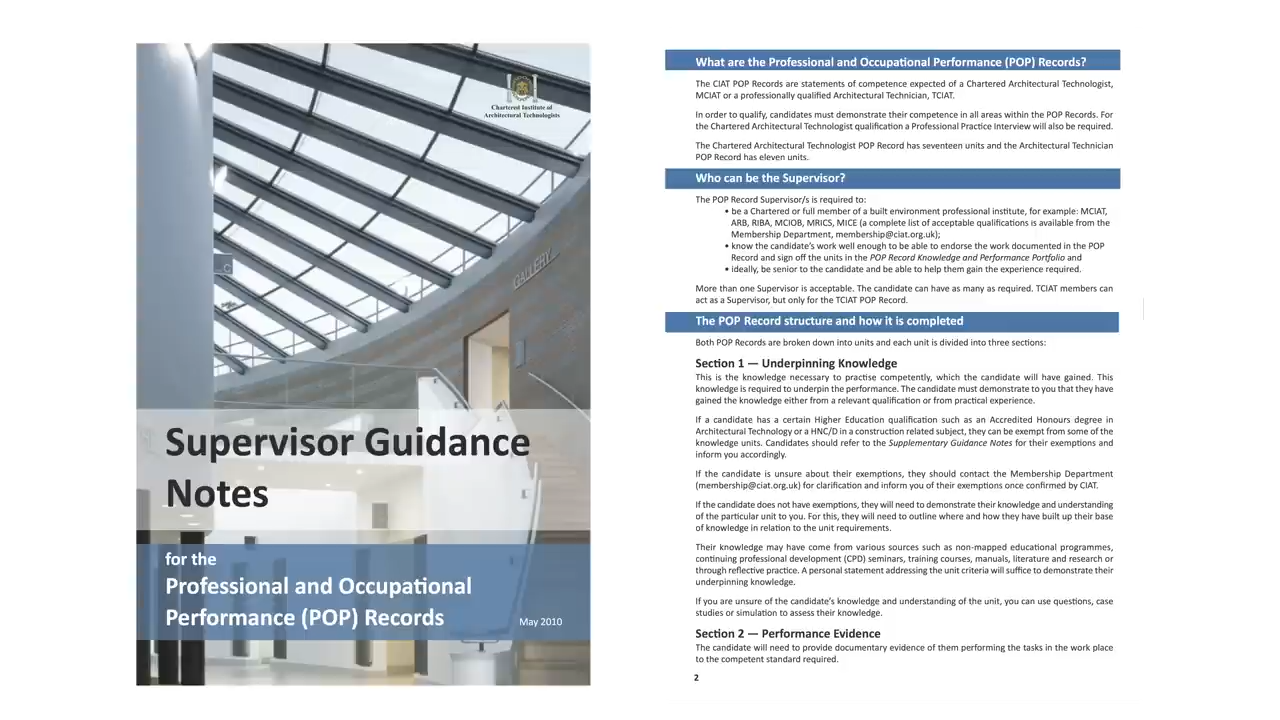 Chartered Institute of
Architectural Technologists
GALLERY
Supervisor Guidance
Notes
for the
Professional and Occupational
Performance (POP) Records
May 2010
What are the Professional and Occupational Performance (POP) Records?
The CIAT POP Records are statements of competence expected of a Chartered Architectural Technologist,
MCIAT or a professionally qualified Architectural Technician, TCIAT.
In order to qualify, candidates must demonstrate their competence in all areas within the POP Records. For
the Chartered Architectural Technologist qualification a Professional Practice Interview will also be required.
The Chartered Architectural Technologist POP Record has seventeen units and the Architectural Technician
POP Record has eleven units.
Who can be the Supervisor?
The POP Record Supervisor/s is required to:
• be a Chartered or full member of a built environment professional institute, for example: MCIAT,
ARB, RIBA, MCIOB, MRICS, MICE (a complete list of acceptable qualifications is available from the
Membership Department, membership@ciat.org.uk);
• know the candidate's work well enough to be able to endorse the work documented in the POP
Record and sign off the units in the POP Record Knowledge and Performance Portfolio and
• ideally, be senior to the candidate and be able to help them gain the experience required.
More than one Supervisor is acceptable. The candidate can have as many as required. TCIAT members can
act as a Supervisor, but only for the TCIAT POP Record.
The POP Record structure and how it is completed
Both POP Records are broken down into units and each unit is divided into three sections:
Section 1 — Underpinning Knowledge
This is the knowledge necessary to practise competently, which the candidate will have gained. This
knowledge is required to underpin the performance. The candidate must demonstrate to you that they have
gained the knowledge either from a relevant qualification or from practical experience.
If a candidate has a certain Higher Education qualification such as an Accredited Honours degree in
Architectural Technology or a HNC/D in a construction related subject, they can be exempt from some of the
knowledge units. Candidates should refer to the Supplementary Guidance Notes for their exemptions and
inform you accordingly.
If the candidate is unsure about their exemptions, they should contact the Membership Department
(membership@ciat.org.uk) for clarification and inform you of their exemptions once confirmed by CIAT.
If the candidate does not have exemptions, they will need to demonstrate their knowledge and understanding
of the particular unit to you. For this, they will need to outline where and how they have built up their base
of knowledge in relation to the unit requirements.
Their knowledge may have come from various sources such as non-mapped educational programmes,
continuing professional development (CPD) seminars, training courses, manuals, literature and research or
through reflective practice. A personal statement addressing the unit criteria will suffice to demonstrate their
underpinning knowledge.
If you are unsure of the candidate's knowledge and understanding of the unit, you can use questions, case
studies or simulation to assess their knowledge.
Section 2 — Performance Evidence
The candidate will need to provide documentary evidence of them performing the tasks in the work place
to the competent standard required.
2